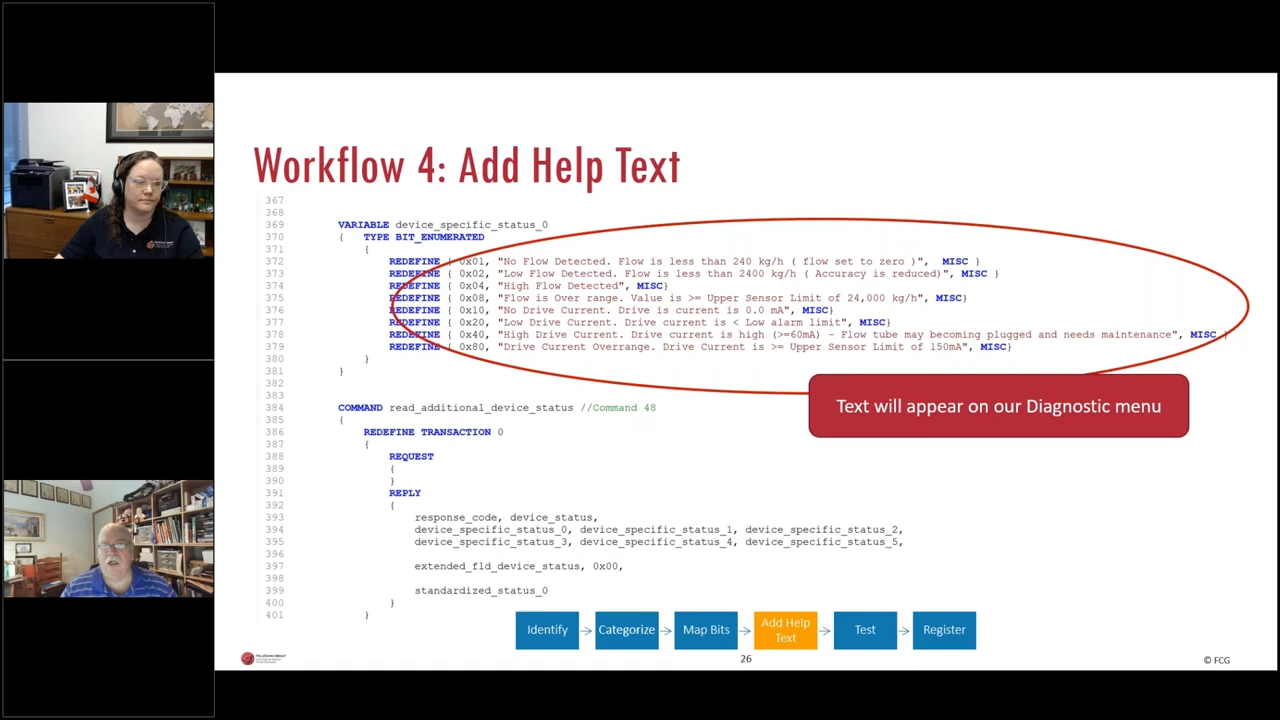 Workflow 4: Add Help Text
367
368
369 VARIABLE device_specific_status_0
370 { TYPE BIT_ENUMERATED
371 {
372 REDEFINE { 0x01, "No Flow Detected. Flow is less than 240 kg/h ( flow set to zero )", MISC }
373 REDEFINE { 0x02, "Low Flow Detected. Flow is less than 2400 kg/h ( Accuracy is reduced)", MISC }
374 REDEFINE { 0x04, "High Flow Detected", MISC}
375 REDEFINE { 0x08, "Flow is Over range. Value is >= Upper Sensor Limit of 24,000 kg/h", MISC}
376 REDEFINE { 0x10, "No Drive Current. Drive is current is 0.0 mA", MISC}
377 REDEFINE { 0x20, "Low Drive Current. Drive current is < Low alarm limit", MISC}
378 REDEFINE { 0x40, "High Drive Current. Drive current is high (>=60mA) - Flow tube may becoming plugged and needs maintenance", MISC }
379 REDEFINE { 0x80, "Drive Current Overrange. Drive Current is >= Upper Sensor Limit of 150mA", MISC}
380 }
381 }
382
383
384 COMMAND read_additional_device_status //Command 48
385 {
386 REDEFINE TRANSACTION 0
387 {
388 REQUEST
389 {
390 }
391 REPLY
392 {
393 response_code, device_status,
394 device_specific_status_0, device_specific_status_1, device_specific_status_2,
395 device_specific_status_3, device_specific_status_4, device_specific_status_5,
396
397 extended_fld_device_status, 0x00,
398
399 standardized_status_0
400 }
401 }
Text will appear on our Diagnostic menu
Identify
Categorize
Map Bits
Add Help
Text
Test
Register
FieldComm Group
26
© FCG